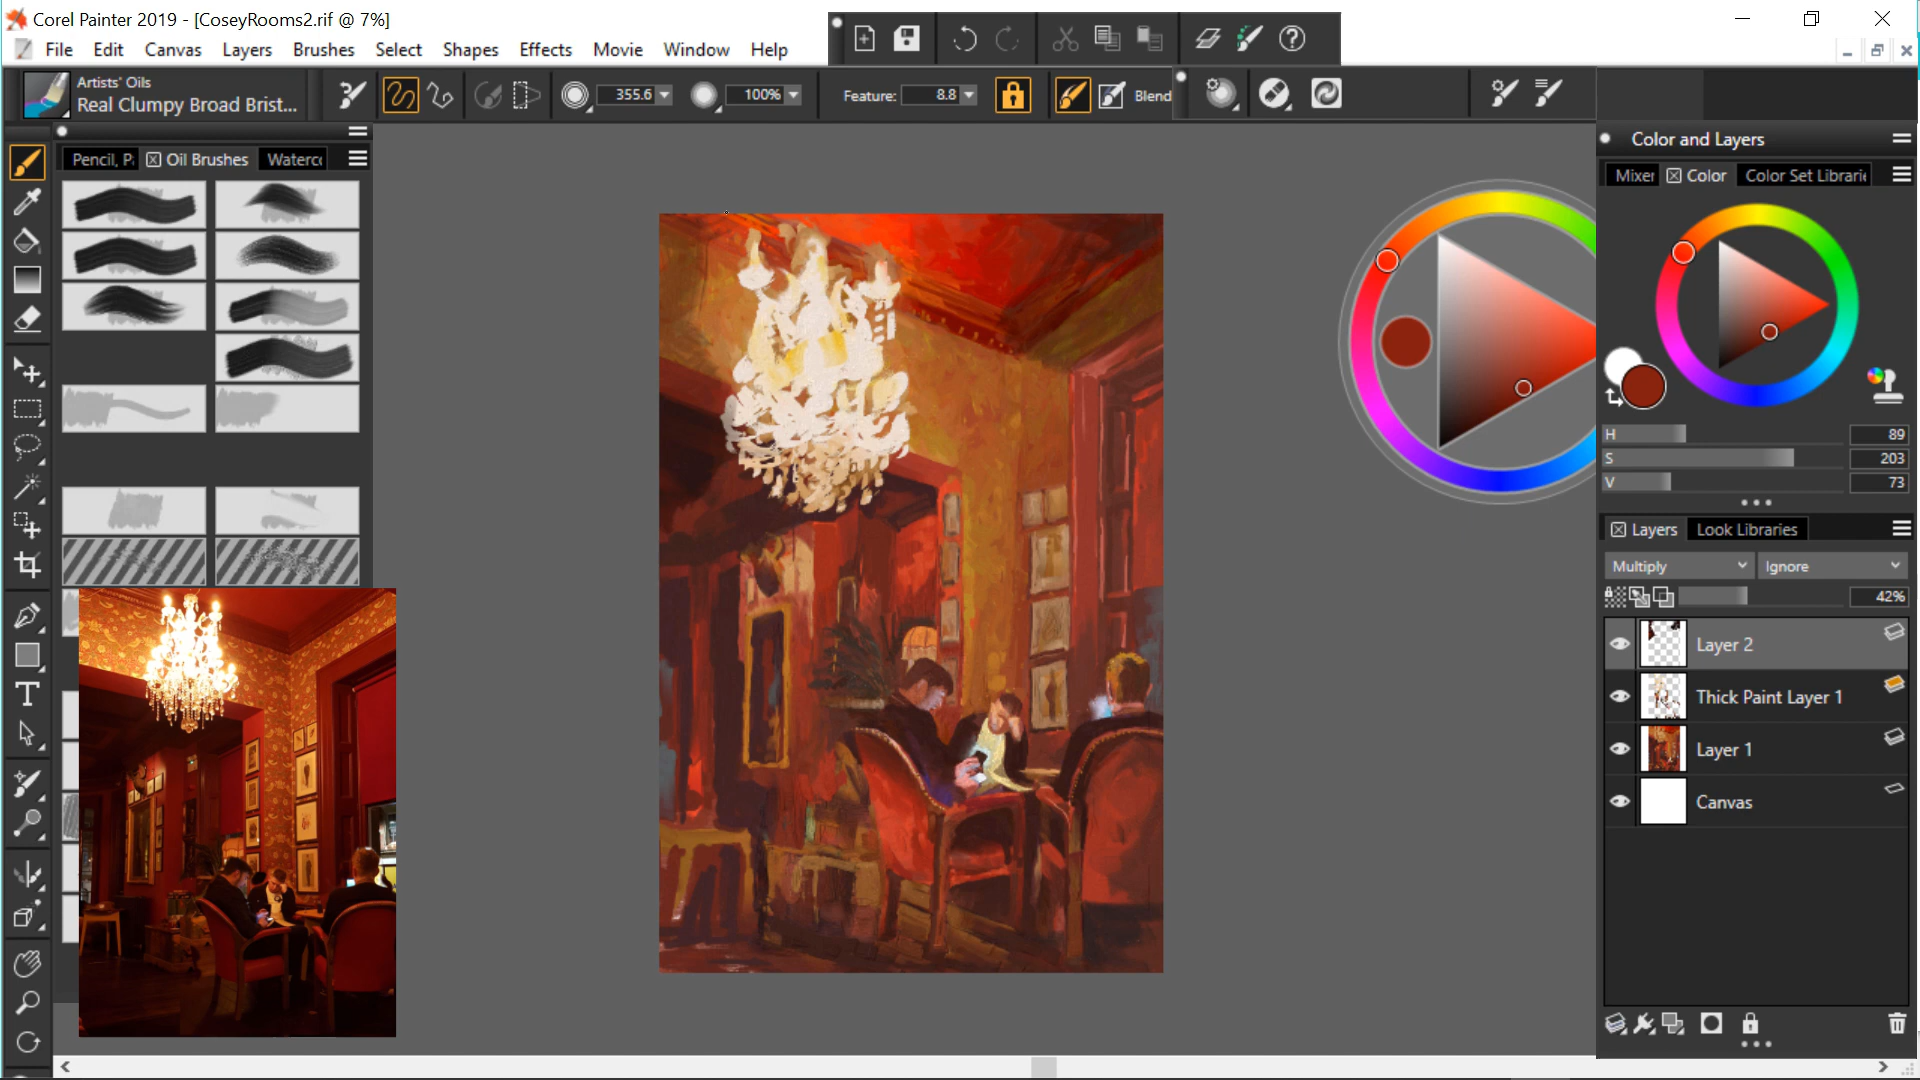 Corel Painter 2019 - [CoseyRooms2.rif @ 7%]
File Edit Canvas Layers Brushes Select Shapes Effects Movie Window Help
Artists' Oils
Real Clumpy Broad Brist...
355.6
100%
Feature: 8.8
Blend
Pencil, P
Oil Brushes
Waterc
Color and Layers
Mixer
Color
Color Set Librari
H 89
S 203
V 73
Layers
Look Libraries
Multiply
Ignore
42%
Layer 2
Thick Paint Layer 1
Layer 1
Canvas
T